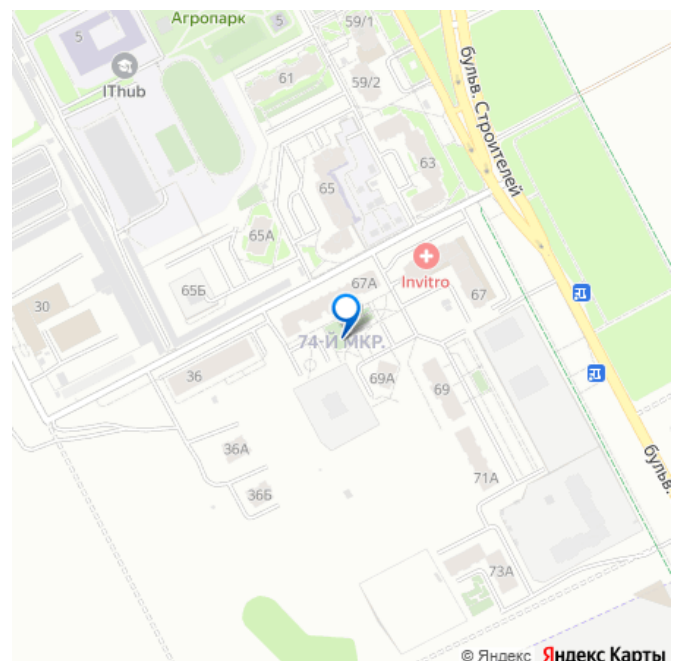 Агропарк
5
5
59/1
IThub
61
59/2
бульв. Строителей
63
65
65А
67А
Invitro
65Б
67
30
74-Й МКР.
36
69А
69
36А
71А
бульв.
36Б
73А
© Яндекс Яндекс Карты